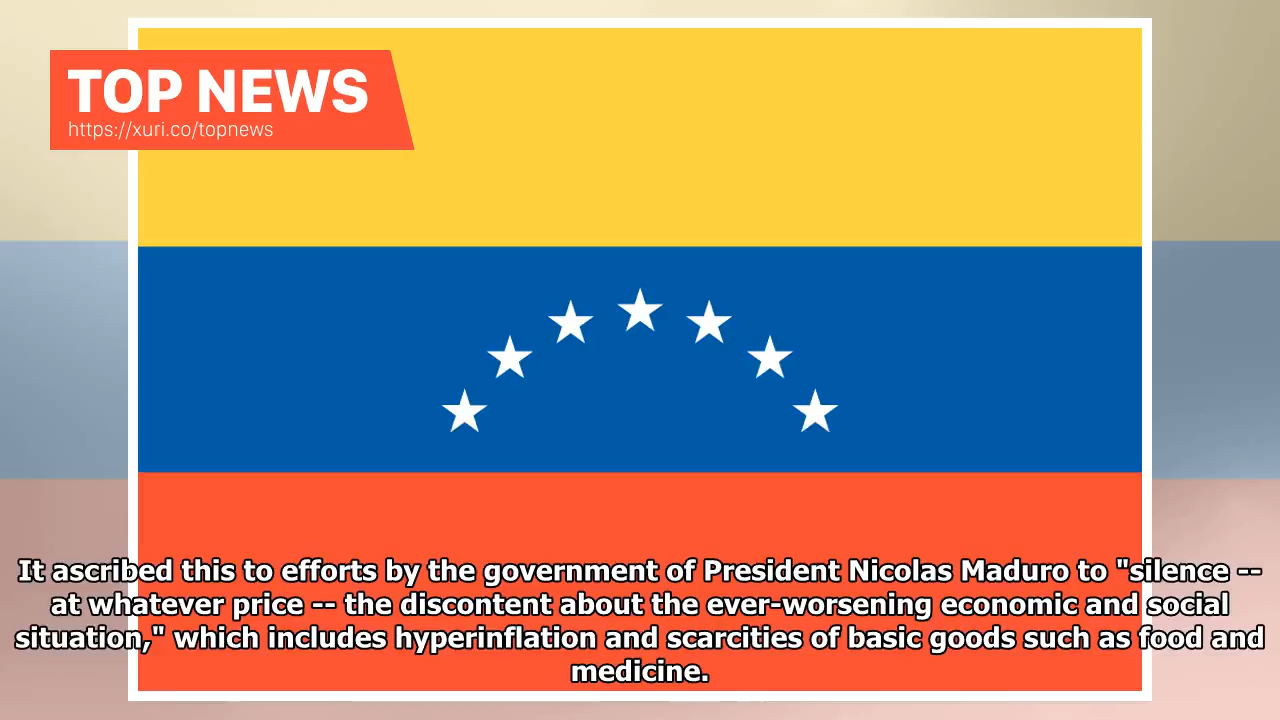 TOP NEWS
https://xuri.co/topnews
It ascribed this to efforts by the government of President Nicolas Maduro to "silence --
at whatever price -- the discontent about the ever-worsening economic and social
situation," which includes hyperinflation and scarcities of basic goods such as food and
medicine.